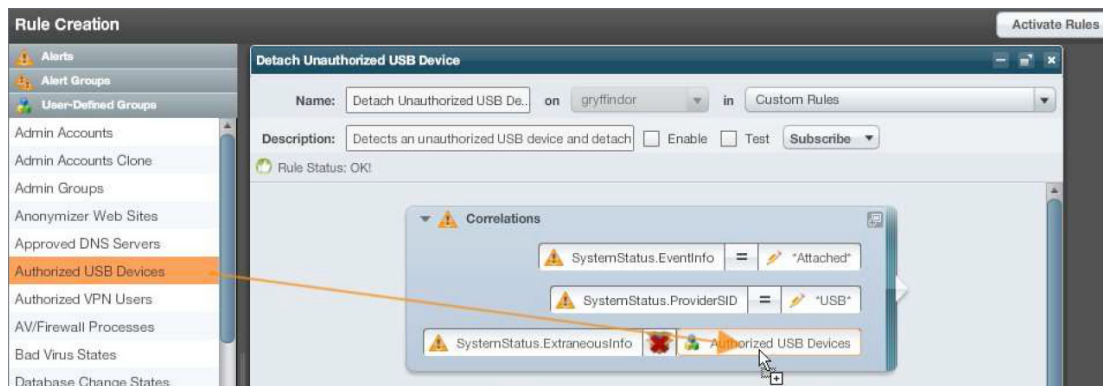 Rule Creation
Activate Rules
Alerts
Alert Groups
User-Defined Groups
Admin Accounts
Admin Accounts Clone
Admin Groups
Anonymizer Web Sites
Approved DNS Servers
Authorized USB Devices
Authorized VPN Users
AV/Firewall Processes
Bad Virus States
Database Change States
Detach Unauthorized USB Device
Name: Detach Unauthorized USB De.. on gryffindor in Custom Rules
Description: Detects an unauthorized USB device and detach Enable Test Subscribe
Rule Status: OK!
Correlations
SystemStatus.EventInfo = *Attached*
SystemStatus.ProviderSID = *USB*
SystemStatus.ExtraneousInfo Authorized USB Devices